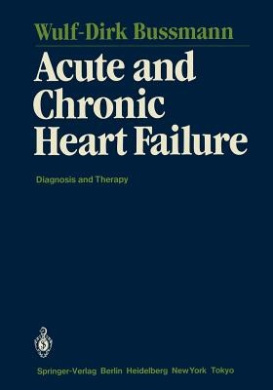 Wulf-Dirk Bussmann
Acute and
Chronic
Heart Failure
Diagnosis and Therapy
Springer-Verlag Berlin Heidelberg New York Tokyo